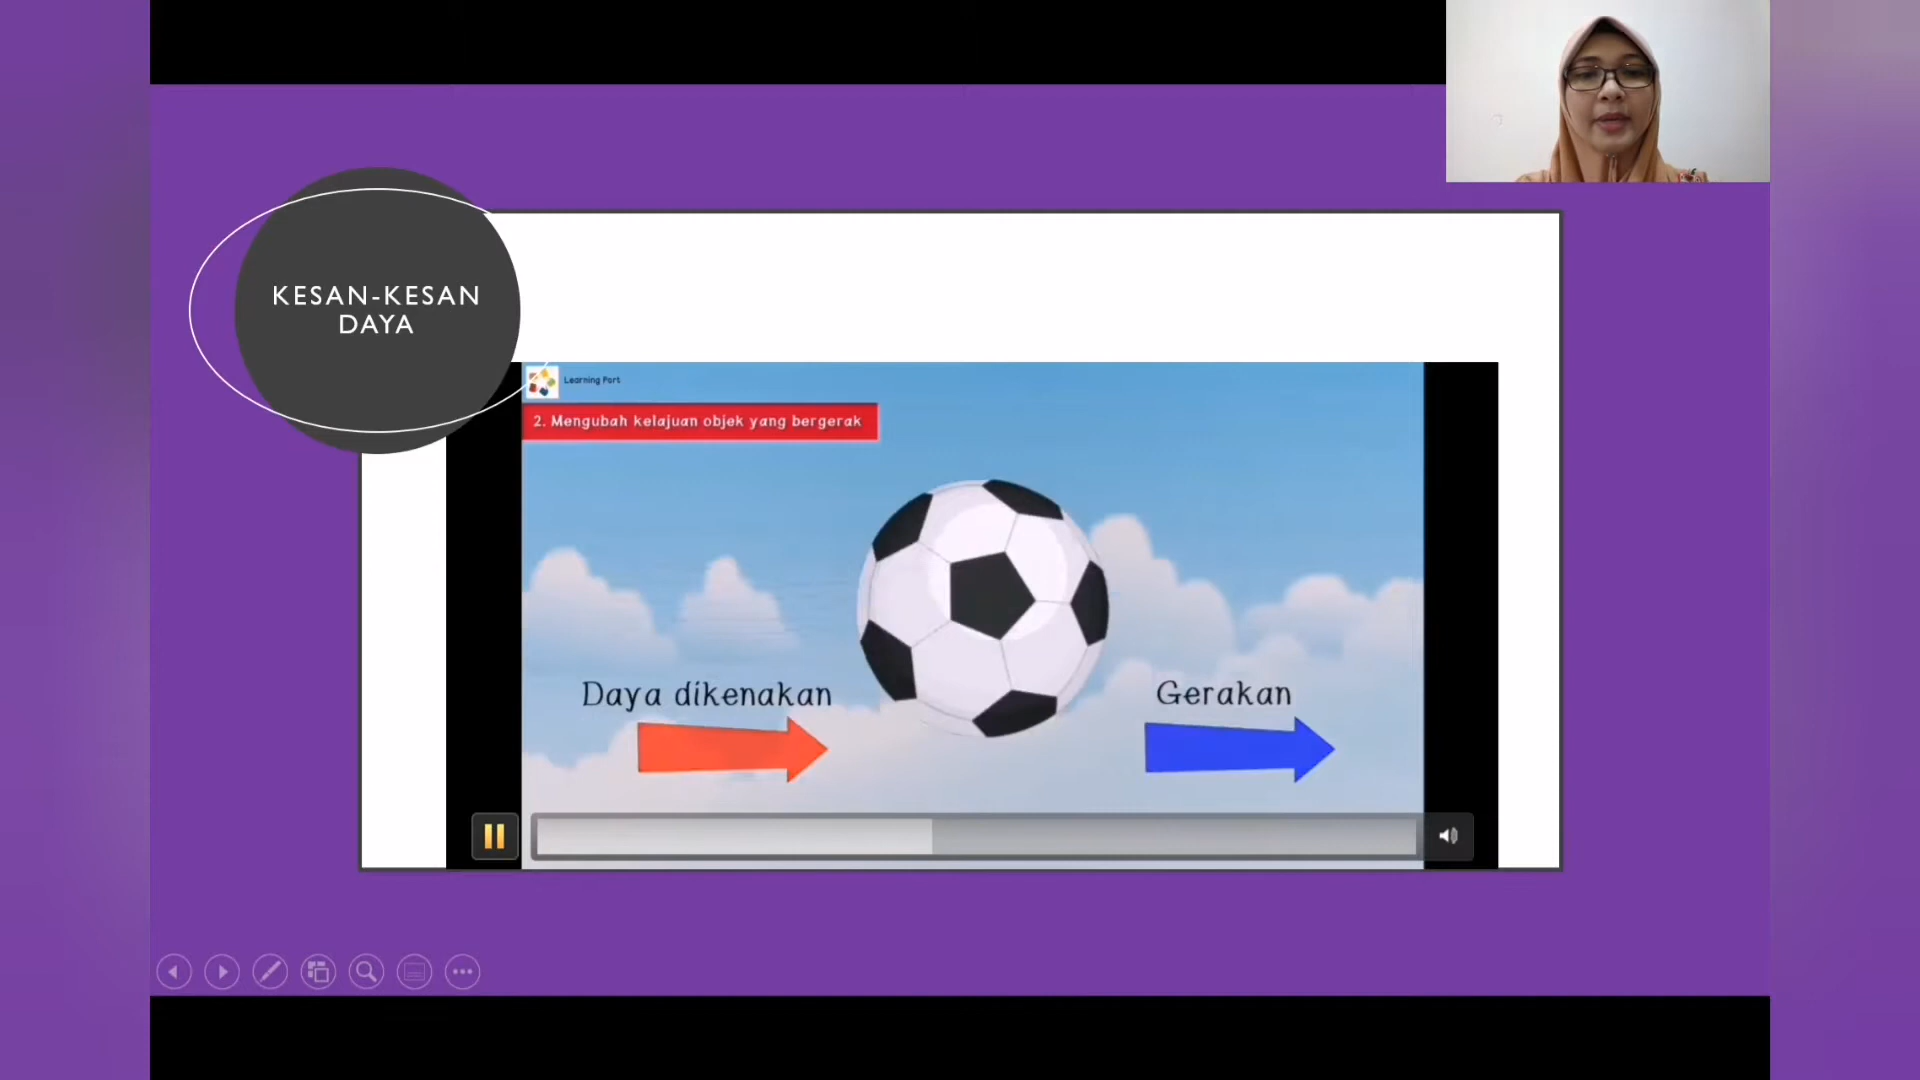 KESAN-KESAN
DAYA
Learning Port
2. Mengubah kelajuan objek yang bergerak
Daya dikenakan
Gerakan